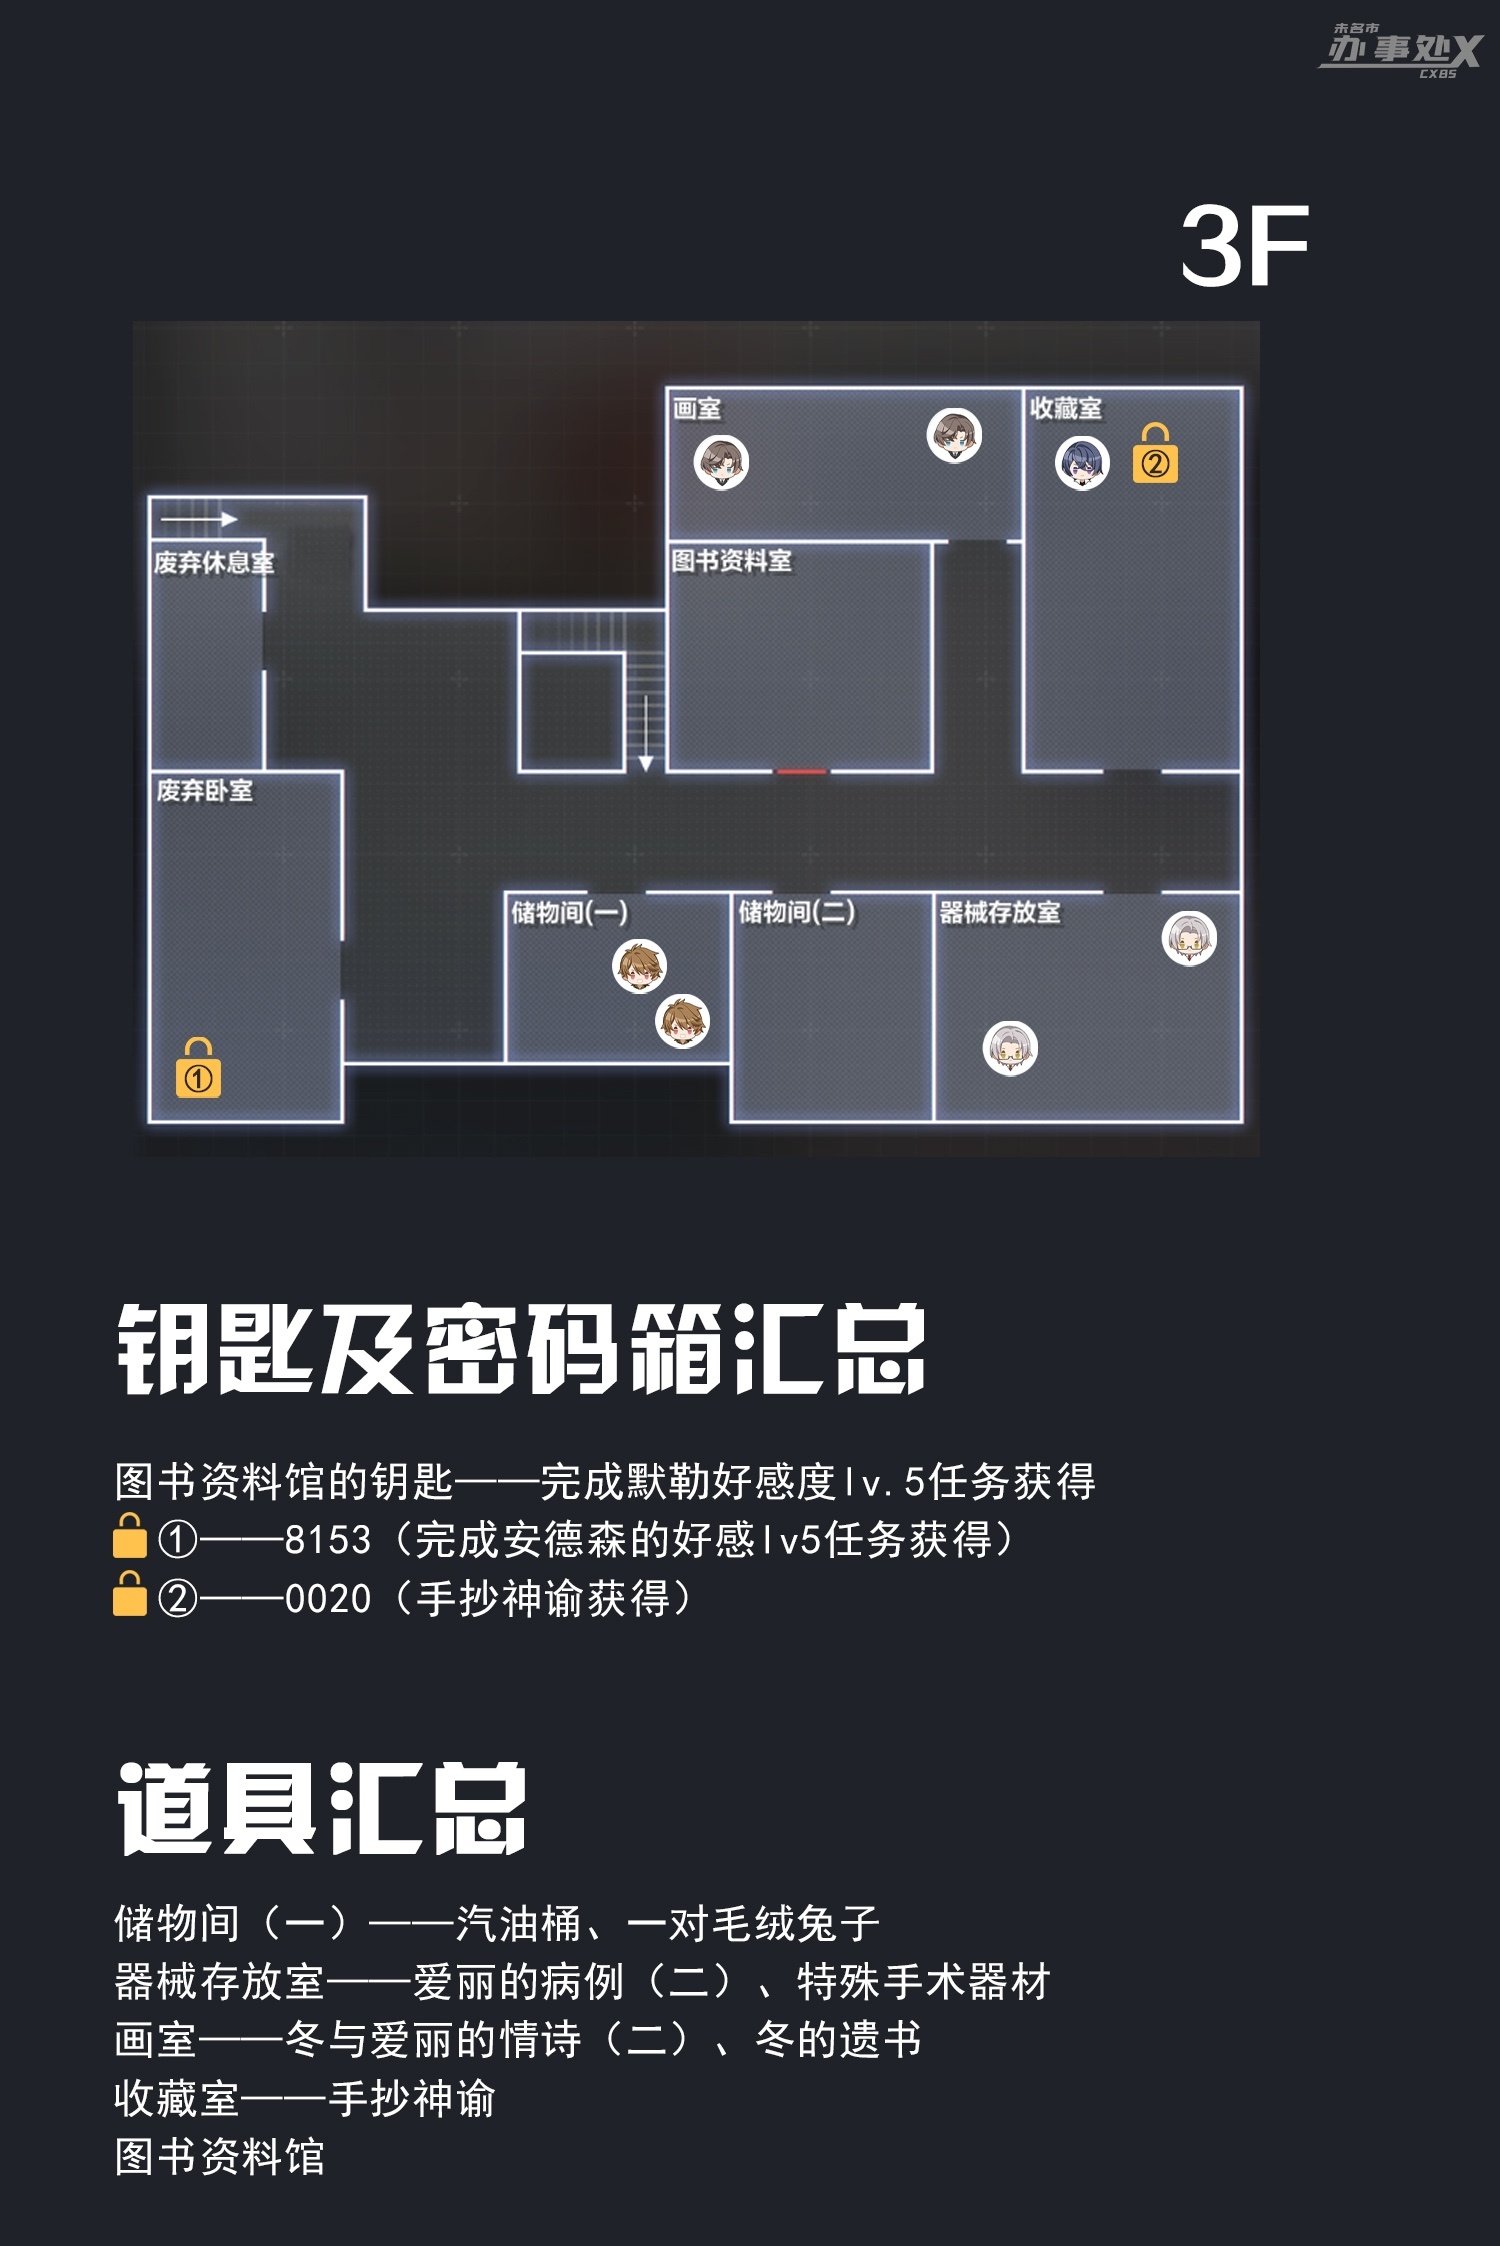 未名市
办事处X
CXBS
3F
画室
收藏室
②
废弃休息室
图书资料室
废弃卧室
储物间(一)
储物间(二)
器械存放室
①
钥匙及密码箱汇总
图书资料馆的钥匙——完成默勒好感度lv.5任务获得
①——8153（完成安德森的好感lv5任务获得）
②——0020（手抄神谕获得）
道具汇总
储物间（一）——汽油桶、一对毛绒兔子
器械存放室——爱丽的病例（二）、特殊手术器材
画室——冬与爱丽的情诗（二）、冬的遗书
收藏室——手抄神谕
图书资料馆